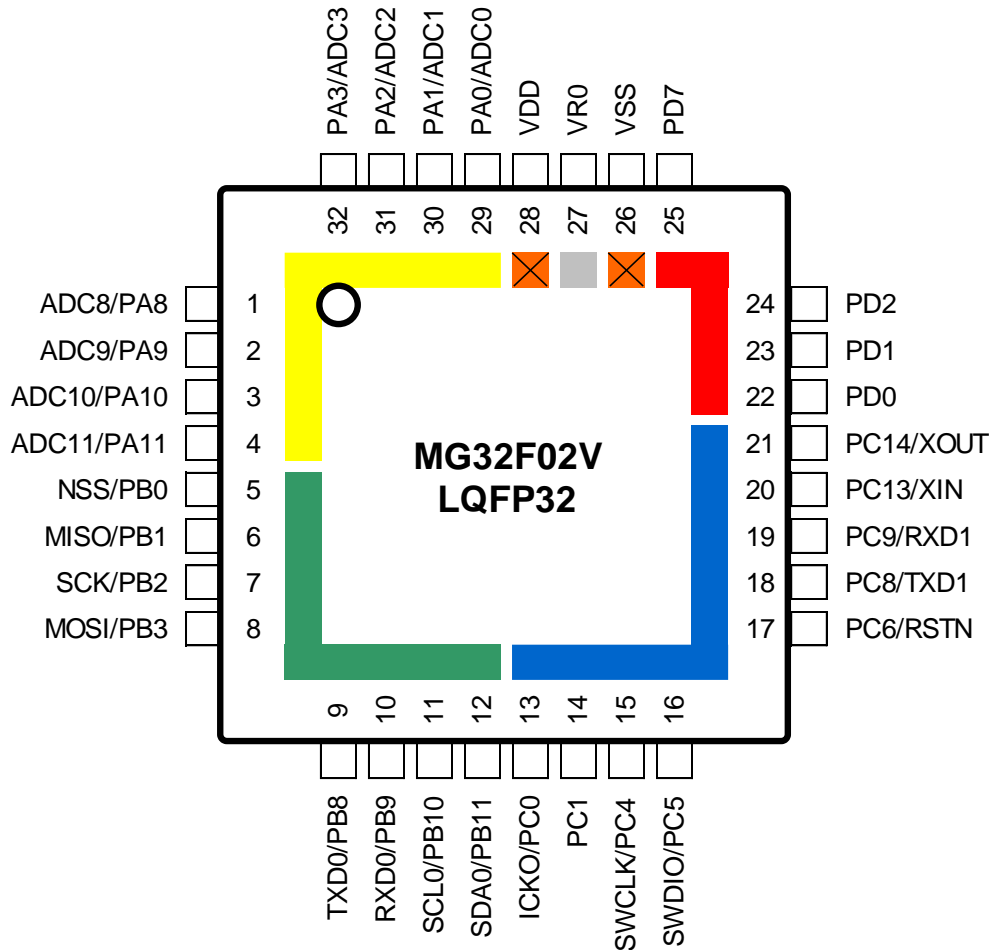 PA3/ADC3
PA2/ADC2
PA1/ADC1
PA0/ADC0
VDD
VR0
VSS
PD7
32
31
30
29
28
27
26
25
ADC8/PA8
1
ADC9/PA9
2
ADC10/PA10
3
ADC11/PA11
4
NSS/PB0
5
MISO/PB1
6
SCK/PB2
7
MOSI/PB3
8
MG32F02V
LQFP32
24
PD2
23
PD1
22
PD0
21
PC14/XOUT
20
PC13/XIN
19
PC9/RXD1
18
PC8/TXD1
17
PC6/RSTN
9
10
11
12
13
14
15
16
TXD0/PB8
RXD0/PB9
SCL0/PB10
SDA0/PB11
ICKO/PC0
PC1
SWCLK/PC4
SWDIO/PC5